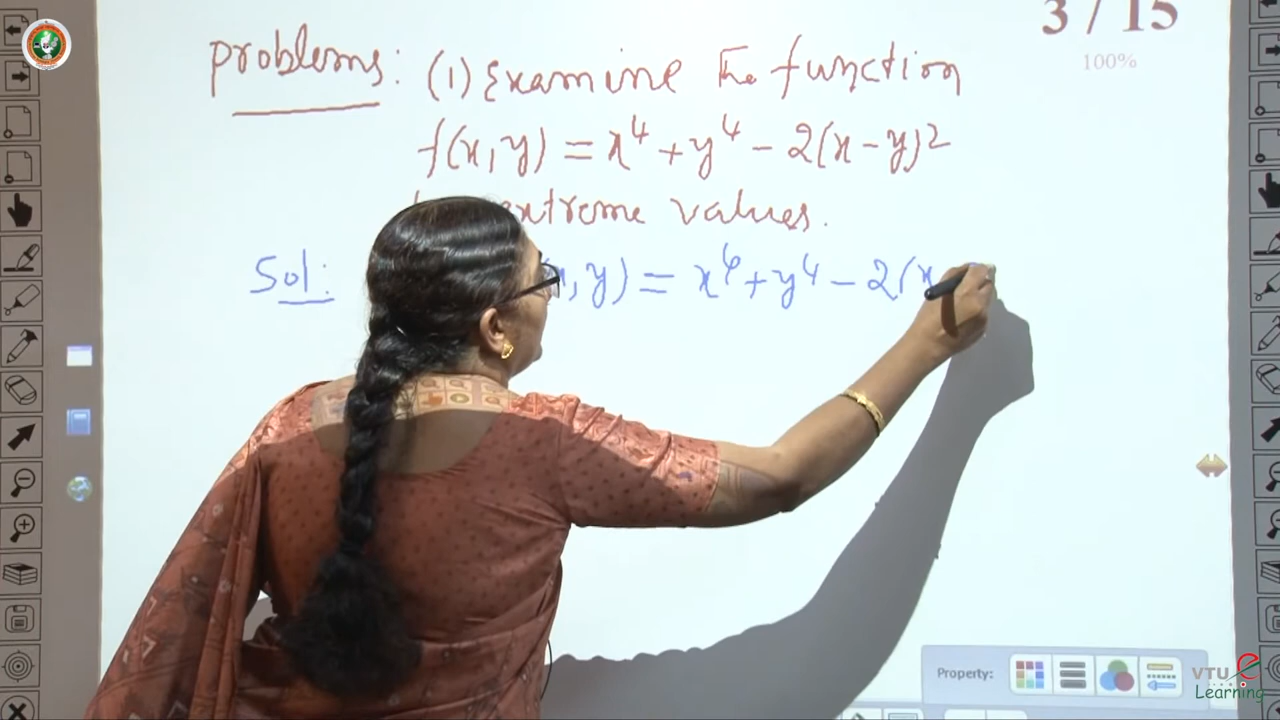 3 / 15
100%
Problems: (1) Examine The function
f(x,y) = x⁴ + y⁴ - 2(x-y)²
extreme values.
Sol: x, y) = x⁴ + y⁴ - 2(x
Property:
VTU e
Learning